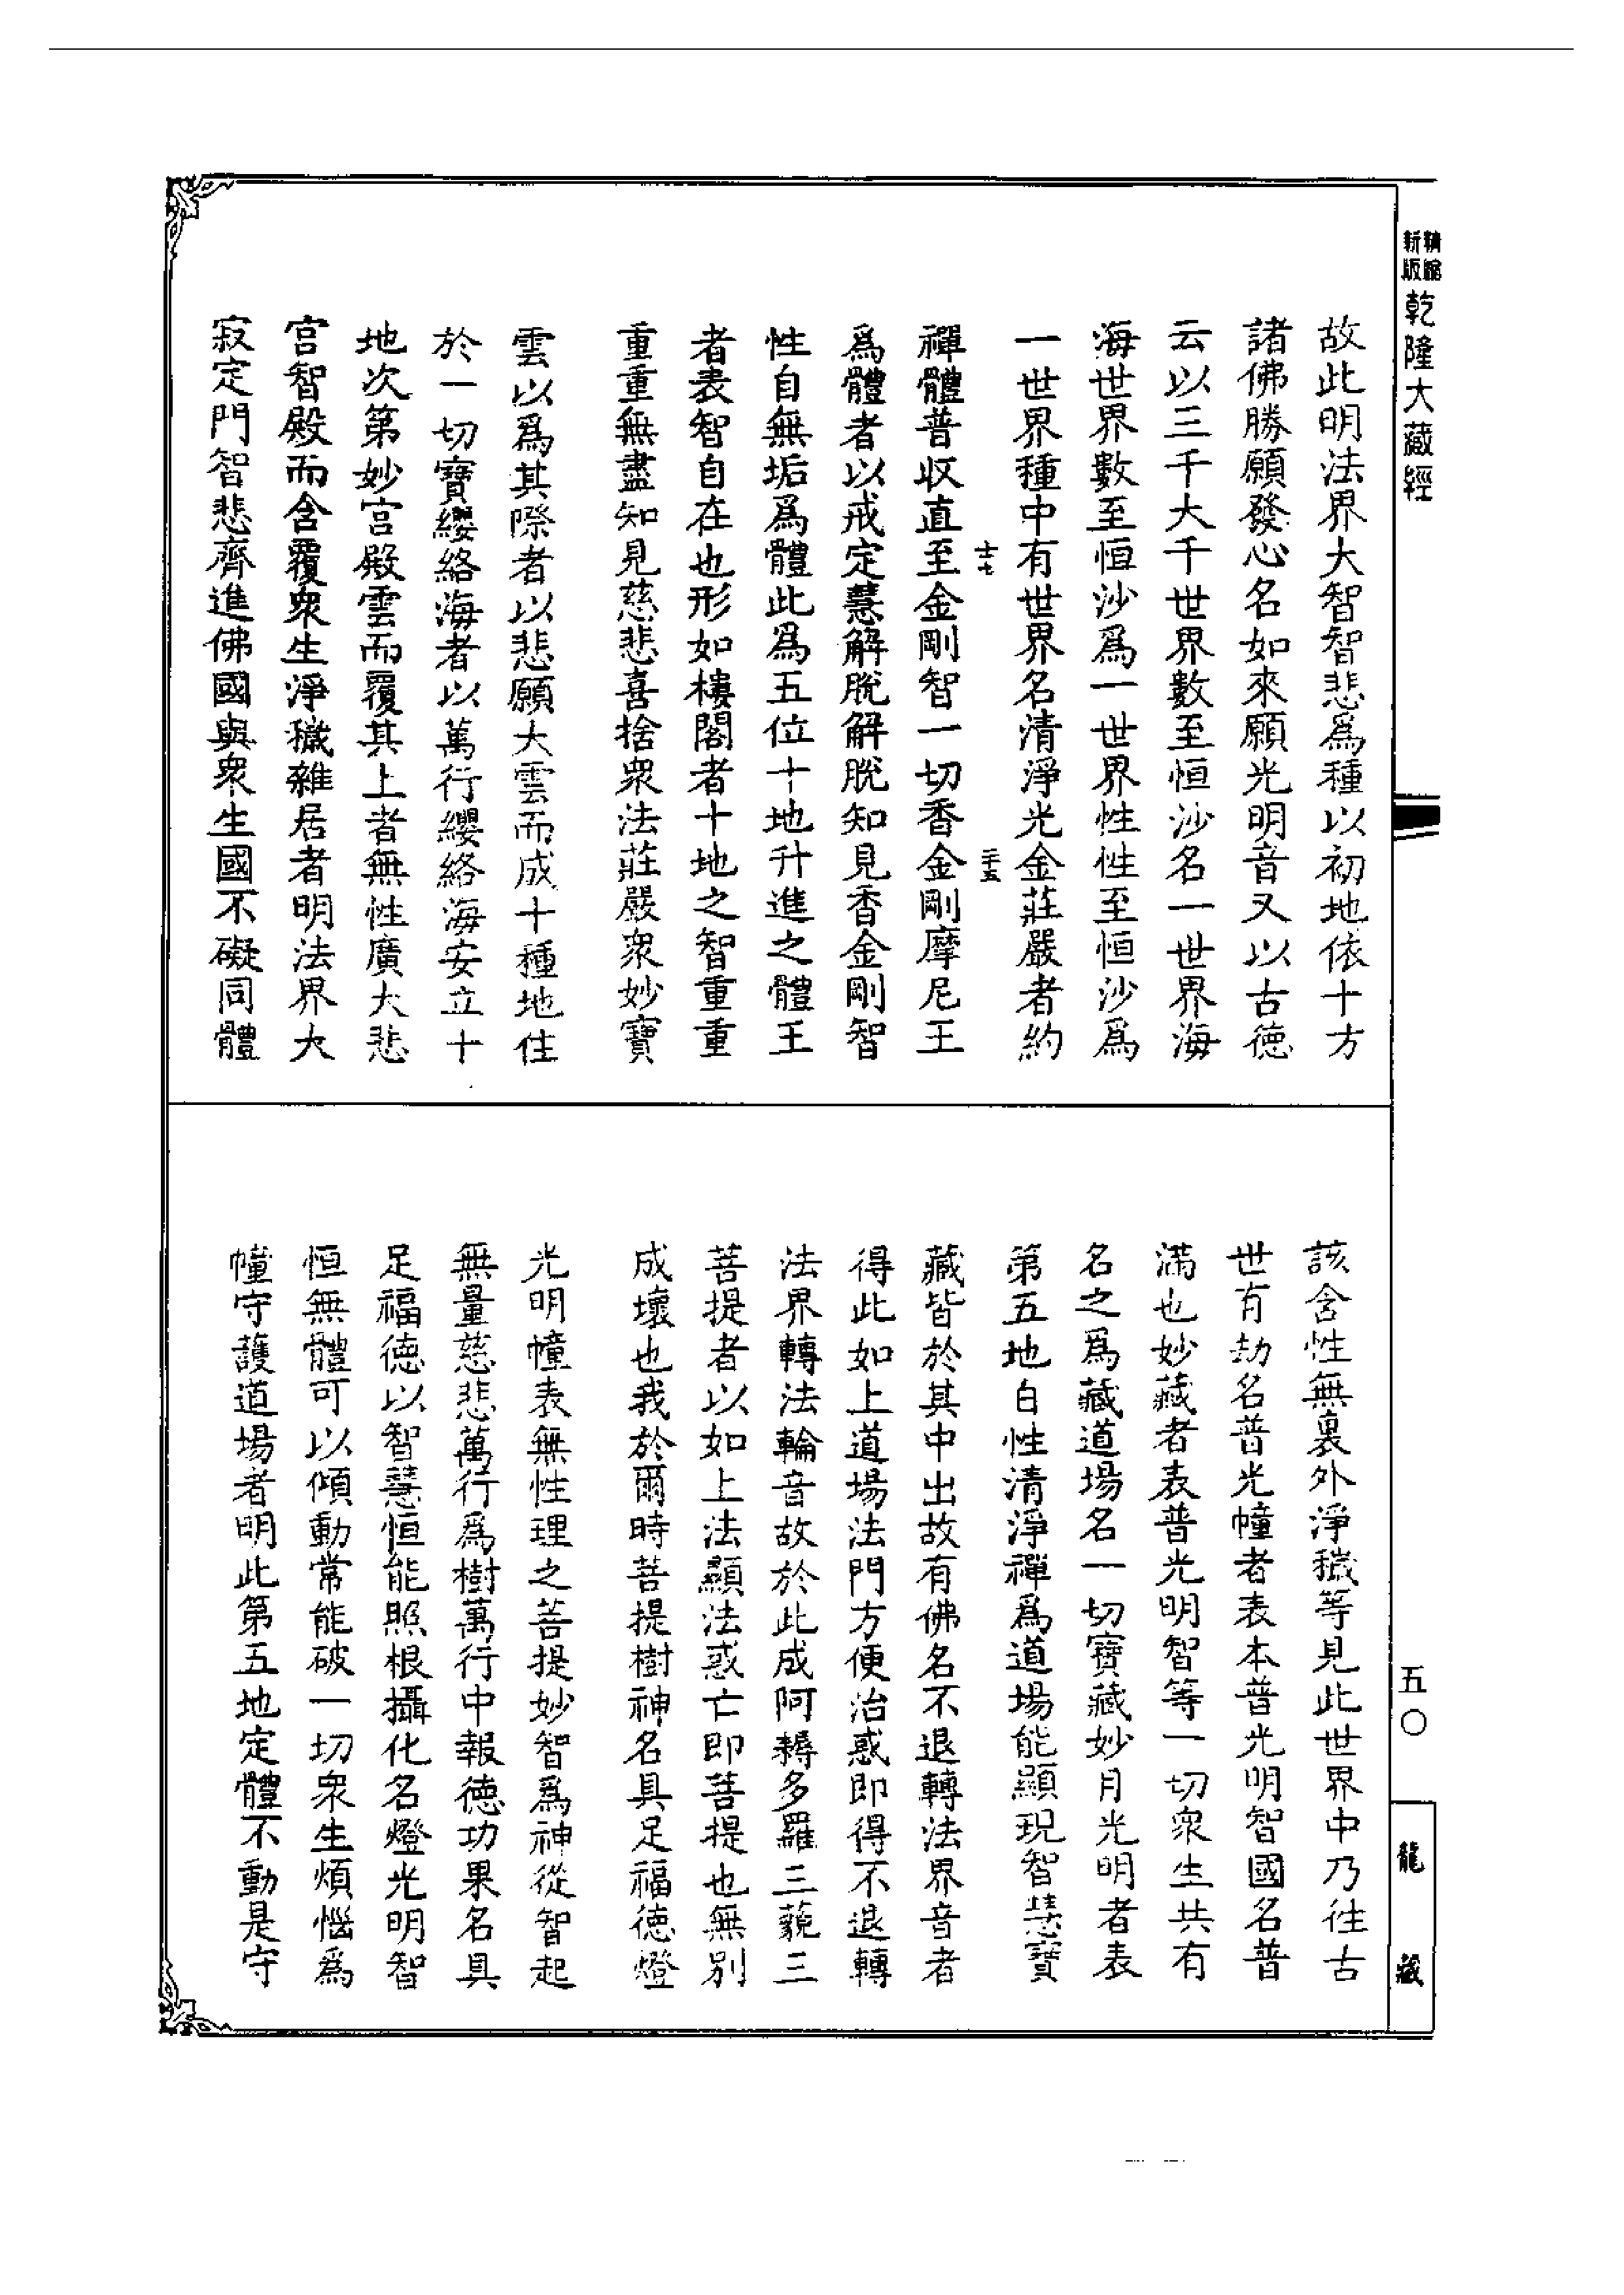 新版精縮乾隆大藏經
故此明法界大智智悲爲種以初地依十方
諸佛勝願發心名如來願光明音又以古德
云以三千大千世界數至恒沙名一世界海
海世界數至恒沙爲一世界性性至恒沙爲
一世界種中有世界名清淨光金莊嚴者約
禪體普收直至金剛智一切香金剛摩尼王
爲體者以戒定慧解脫解脫知見香金剛智
性自無垢爲體此爲五位十地升進之體王
者表智自在也形如樓閣者十地之智重重
重重無盡知見慈悲喜捨衆法莊嚴衆妙寶
雲以爲其際者以悲願大雲而成十種地住
於一切寶纓絡海者以萬行纓絡海安立十
地次第妙宫殿雲而覆其上者無性廣大悲
宫智殿而含覆衆生淨穢雜居者明法界大
寂定門智悲齊進佛國與衆生國不礙同體
該含性無裏外淨穢等見此世界中乃往古
世有劫名普光幢者表本普光明智國名普
滿也妙藏者表普光明智等一切衆生共有
名之爲藏道場名一切寶藏妙月光明者表
第五地自性清淨禪爲道場能顯現智慧寶
藏皆於其中出故有佛名不退轉法界音者
得此如上道場法門方便治惑即得不退轉
法界轉法輪音故於此成阿耨多羅三藐三
菩提者以如上法顯法惑亡即菩提也無別
成壞也我於爾時菩提樹神名具足福德燈
光明幢表無性理之菩提妙智爲神從智起
無量慈悲萬行爲樹萬行中報德功果名具
足福德以智慧恒能照根攝化名燈光明智
恒無體可以傾動常能破一切衆生煩惱爲
幢守護道場者明此第五地定體不動是守
五〇
龍藏